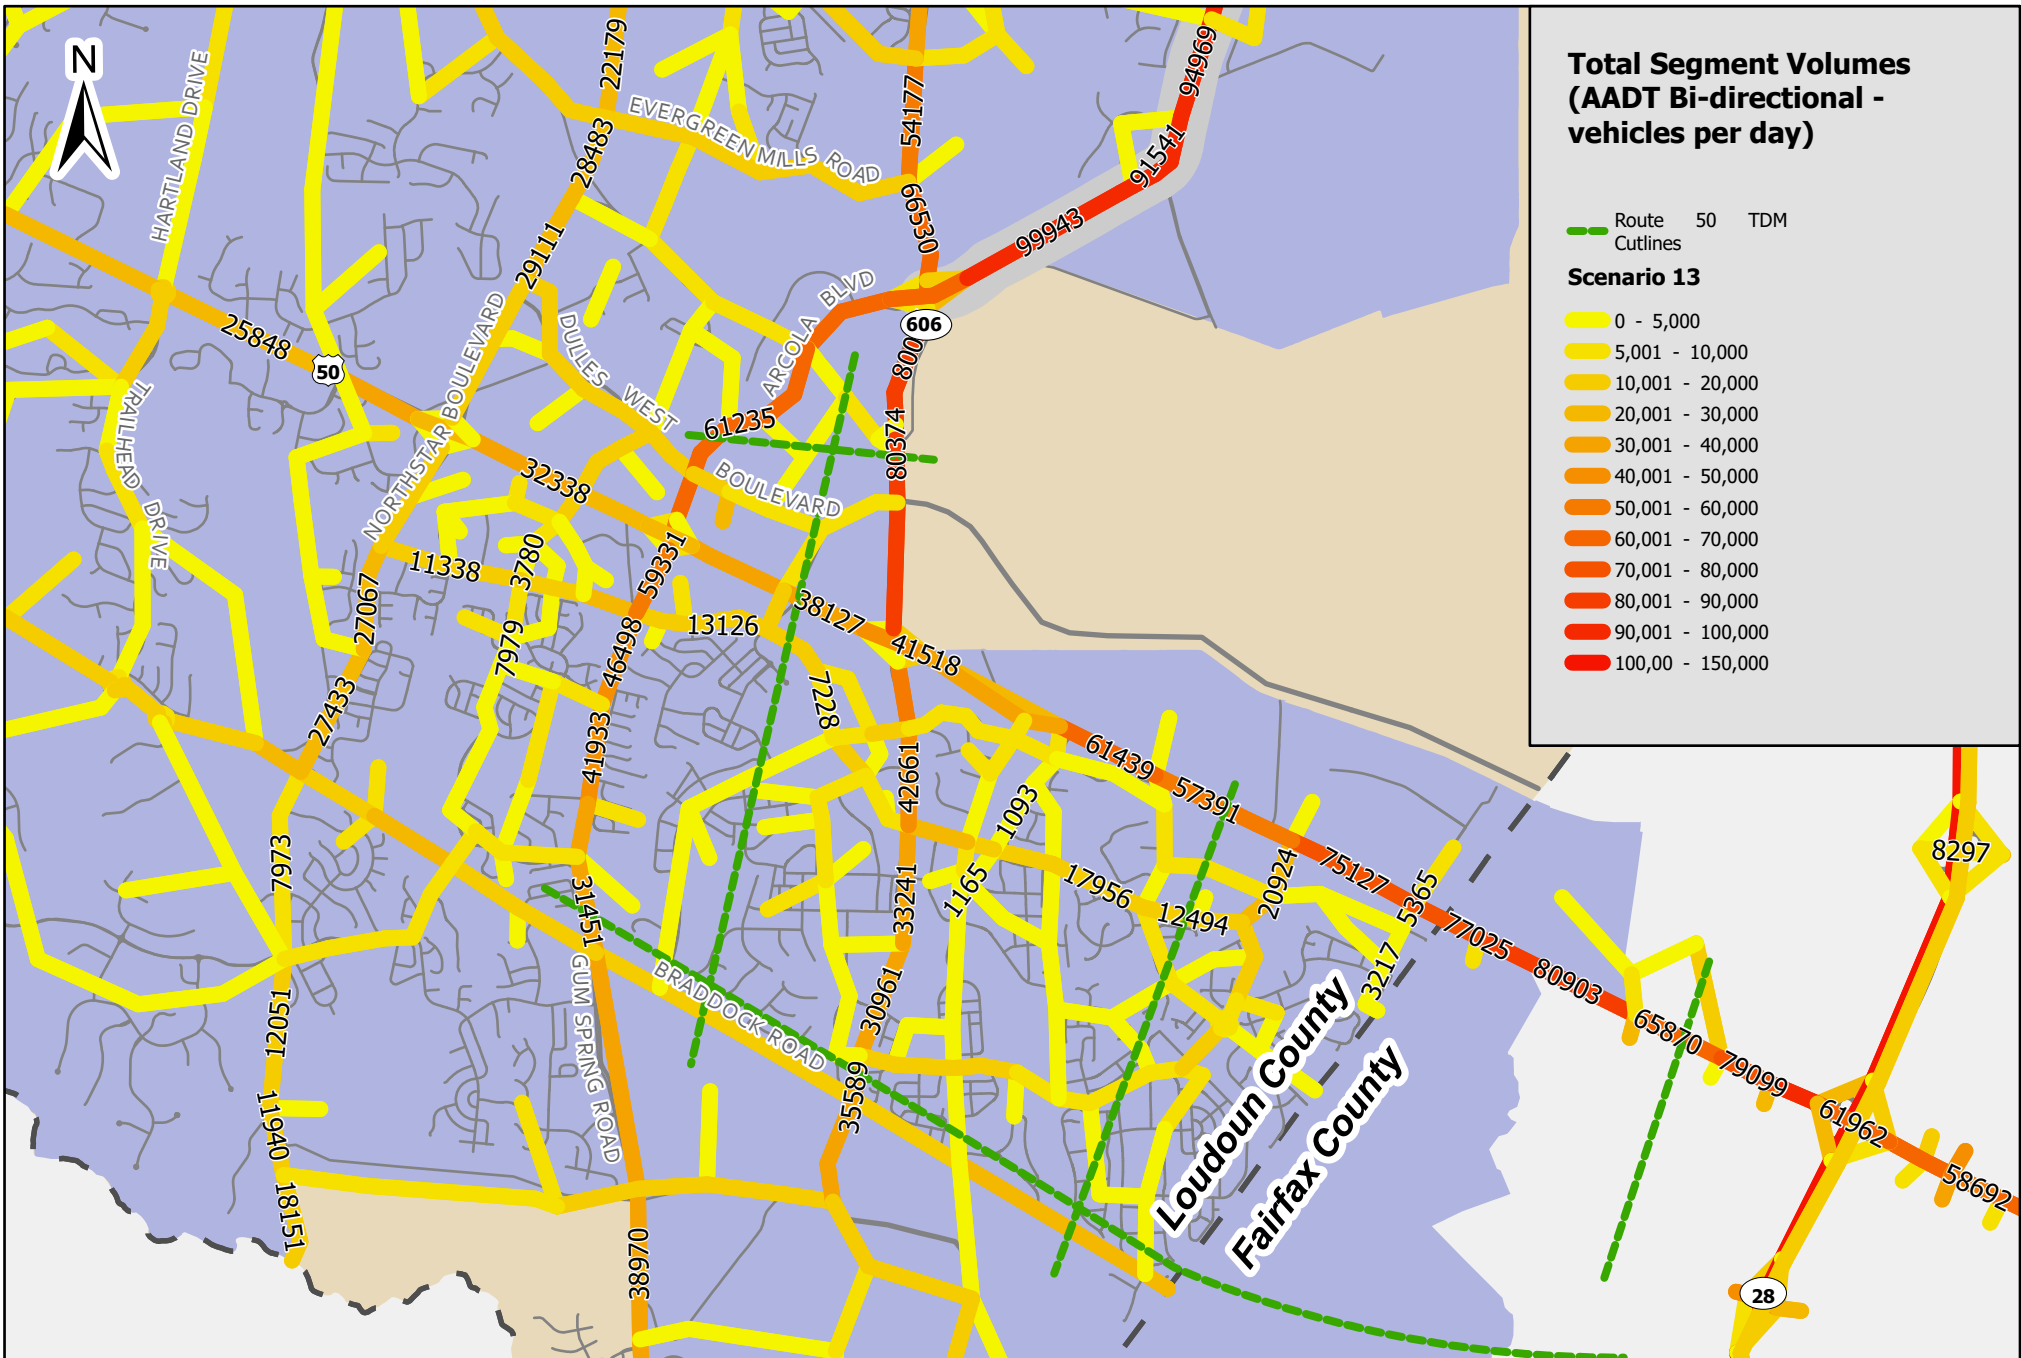 N
Total Segment Volumes
(AADT Bi-directional -
vehicles per day)
Route 50 TDM
Cutlines
Scenario 13
0 - 5,000
5,001 - 10,000
10,001 - 20,000
20,001 - 30,000
30,001 - 40,000
40,001 - 50,000
50,001 - 60,000
60,001 - 70,000
70,001 - 80,000
80,001 - 90,000
90,001 - 100,000
100,00 - 150,000
HARTLAND DRIVE
22179
28483
EVERGREEN MILLS ROAD
54177
66530
94969
91541
99943
29111
25848
50
NORTHSTAR BOULEVARD
DULLES WEST BOULEVARD
ARCOLA BLVD
606
61235
80374
TRAILHEAD DRIVE
32338
11338
3780
59331
27067
7979
46498
13126
38127
41518
7228
27433
41933
42661
61439
57391
1093
7973
31451
33241
1165
17956
12494
20924
75127
5365
77025
3217
80903
65870
79099
61962
58692
8297
28
GUM SPRING ROAD
BRADDOCK ROAD
12051
30961
35589
11940
18151
38970
Loudoun County
Fairfax County